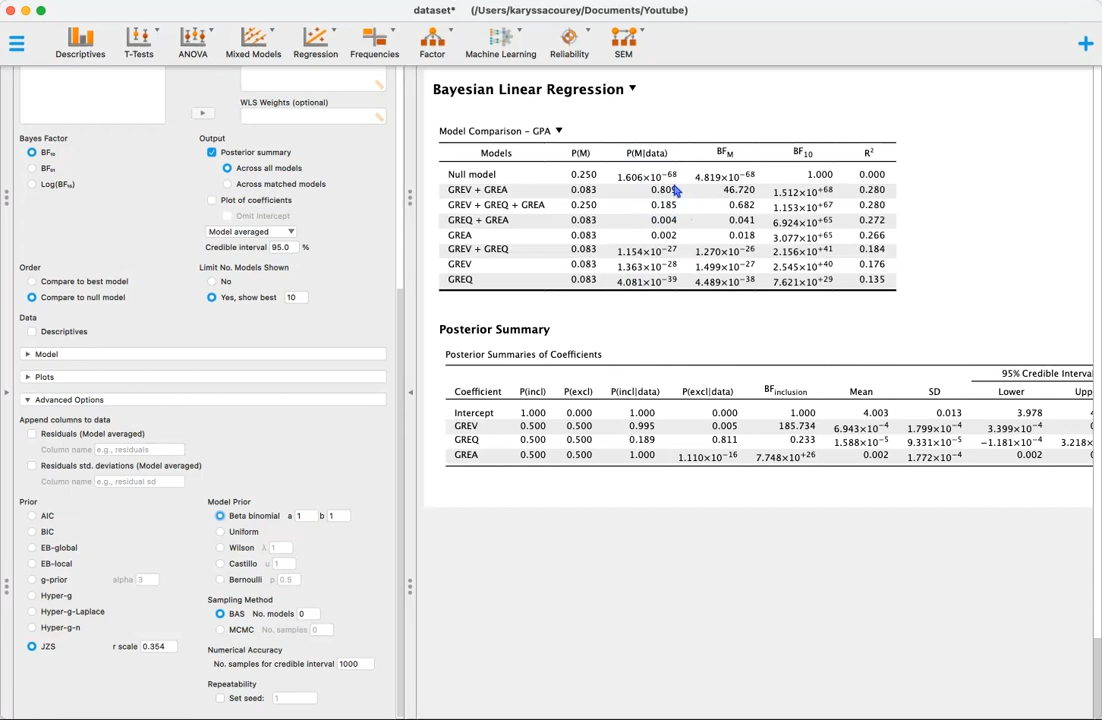 dataset* (/Users/karyssacourey/Documents/Youtube)
Descriptives T-Tests ANOVA Mixed Models Regression Frequencies Factor Machine Learning Reliability SEM
WLS Weights (optional)
Bayes Factor
BF₁₀
BF₀₁
Log(BF₁₀)
Order
Compare to best model
Compare to null model
Data
Descriptives
Output
Posterior summary
Across all models
Across matched models
Plot of coefficients
Omit intercept
Model averaged
Credible interval 95.0 %
Limit No. Models Shown
No
Yes, show best 10
Model
Plots
Advanced Options
Append columns to data
Residuals (Model averaged)
Column name e.g., residuals
Residuals std. deviations (Model averaged)
Column name e.g., residual sd
Prior
AIC
BIC
EB-global
EB-local
g-prior alpha 3
Hyper-g
Hyper-g-Laplace
Hyper-g-n
JZS r scale 0.354
Model Prior
Beta binomial a 1 b 1
Uniform
Wilson λ 1
Castillo u 1
Bernoulli p 0.5
Sampling Method
BAS No. models 0
MCMC No. samples 0
Numerical Accuracy
No. samples for credible interval 1000
Repeatability
Set seed: 1
Bayesian Linear Regression
Model Comparison - GPA
Models P(M) P(M|data) BF_M BF₁₀ R²
Null model 0.250 1.606×10⁻⁶⁸ 4.819×10⁻⁶⁸ 1.000 0.000
GREV + GREA 0.083 0.809 46.720 1.512×10⁺⁶⁸ 0.280
GREV + GREQ + GREA 0.250 0.185 0.682 1.153×10⁺⁶⁷ 0.280
GREQ + GREA 0.083 0.004 0.041 6.924×10⁺⁶⁵ 0.272
GREA 0.083 0.002 0.018 3.077×10⁺⁶⁵ 0.266
GREV + GREQ 0.083 1.154×10⁻²⁷ 1.270×10⁻²⁶ 2.156×10⁺⁴¹ 0.184
GREV 0.083 1.363×10⁻²⁸ 1.499×10⁻²⁷ 2.545×10⁺⁴⁰ 0.176
GREQ 0.083 4.081×10⁻³⁹ 4.489×10⁻³⁸ 7.621×10⁺²⁹ 0.135
Posterior Summary
Posterior Summaries of Coefficients
95% Credible Interval
Coefficient P(incl) P(excl) P(incl|data) P(excl|data) BF_inclusion Mean SD Lower Upp
Intercept 1.000 0.000 1.000 0.000 1.000 4.003 0.013 3.978
GREV 0.500 0.500 0.995 0.005 185.734 6.943×10⁻⁴ 1.799×10⁻⁴ 3.399×10⁻⁴
GREQ 0.500 0.500 0.189 0.811 0.233 1.588×10⁻⁵ 9.331×10⁻⁵ −1.181×10⁻⁴ 3.218×
GREA 0.500 0.500 1.000 1.110×10⁻¹⁶ 7.748×10⁺²⁶ 0.002 1.772×10⁻⁴ 0.002